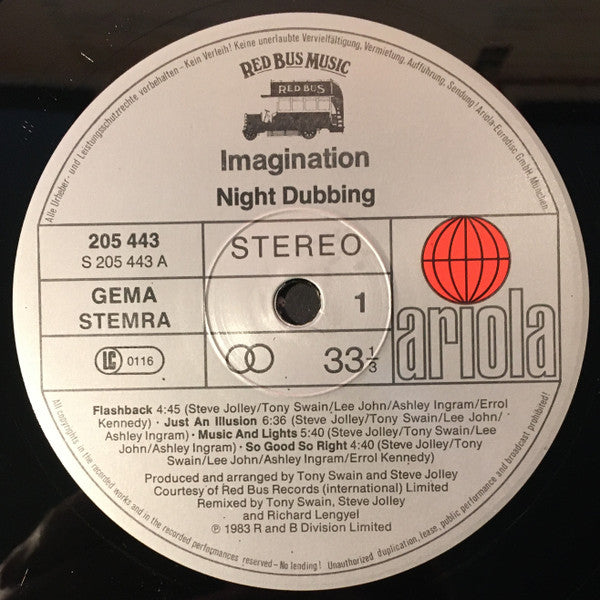 Alle Urheber- und Leistungsschutzrechte vorbehalten – Kein Verleih! Keine unerlaubte Vervielfältigung, Vermietung, Aufführung, Sendung! Ariola-Eurodisc GmbH, München
RED BUS MUSIC
RED BUS
Imagination
Night Dubbing
205 443
S 205 443 A
STEREO
GEMA
STEMRA
1
LC 0116
33 1/3
ariola
Flashback 4:45 (Steve Jolley/Tony Swain/Lee John/Ashley Ingram/Errol
Kennedy) · Just An Illusion 6:36 (Steve Jolley/Tony Swain/Lee John/
Ashley Ingram) · Music And Lights 5:40 (Steve Jolley/Tony Swain/Lee
John/Ashley Ingram) · So Good So Right 4:40 (Steve Jolley/Tony
Swain/Lee John/Ashley Ingram/Errol Kennedy)
Produced and arranged by Tony Swain and Steve Jolley
Courtesy of Red Bus Records (international) Limited
Remixed by Tony Swain, Steve Jolley
and Richard Lengyel
℗ 1983 R and B Division Limited
All copyrights in the recorded works and in the recorded performances reserved – No lending! Unauthorized duplication, lease, public performance and broadcast prohibited!